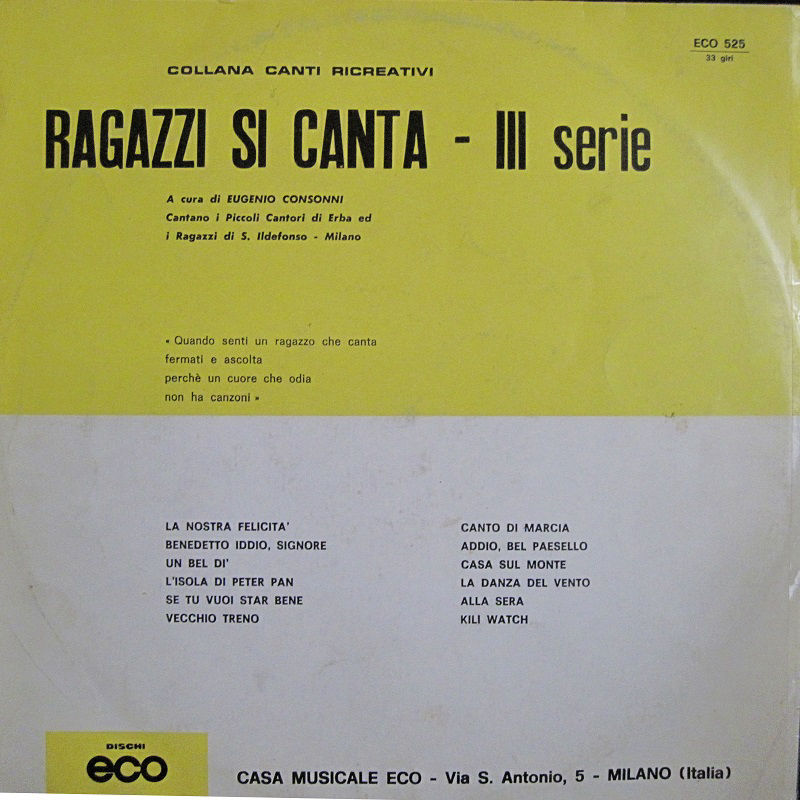 ECO 525
33 giri
COLLANA CANTI RICREATIVI
RAGAZZI SI CANTA - III serie
A cura di EUGENIO CONSONNI
Cantano i Piccoli Cantori di Erba ed
i Ragazzi di S. Ildefonso - Milano
« Quando senti un ragazzo che canta
fermati e ascolta
perchè un cuore che odia
non ha canzoni »
LA NOSTRA FELICITA'
BENEDETTO IDDIO, SIGNORE
UN BEL DI'
L'ISOLA DI PETER PAN
SE TU VUOI STAR BENE
VECCHIO TRENO
CANTO DI MARCIA
ADDIO, BEL PAESELLO
CASA SUL MONTE
LA DANZA DEL VENTO
ALLA SERA
KILI WATCH
DISCHI
eco
CASA MUSICALE ECO - Via S. Antonio, 5 - MILANO (Italia)